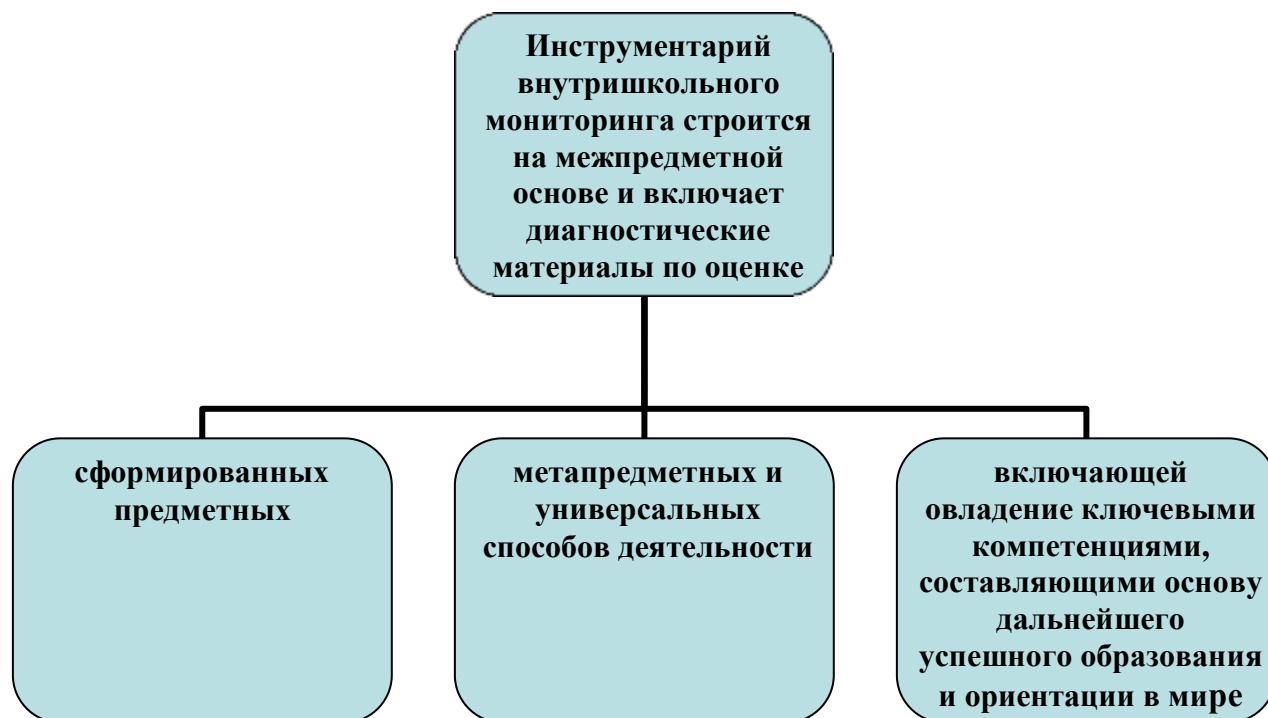 Инструментарий
внутришкольного
мониторинга строится
на межпредметной
основе и включает
диагностические
материалы по оценке
сформированных
предметных
метапредметных и
универсальных
способов деятельности
включающей
овладение ключевыми
компетенциями,
составляющими основу
дальнейшего
успешного образования
и ориентации в мире